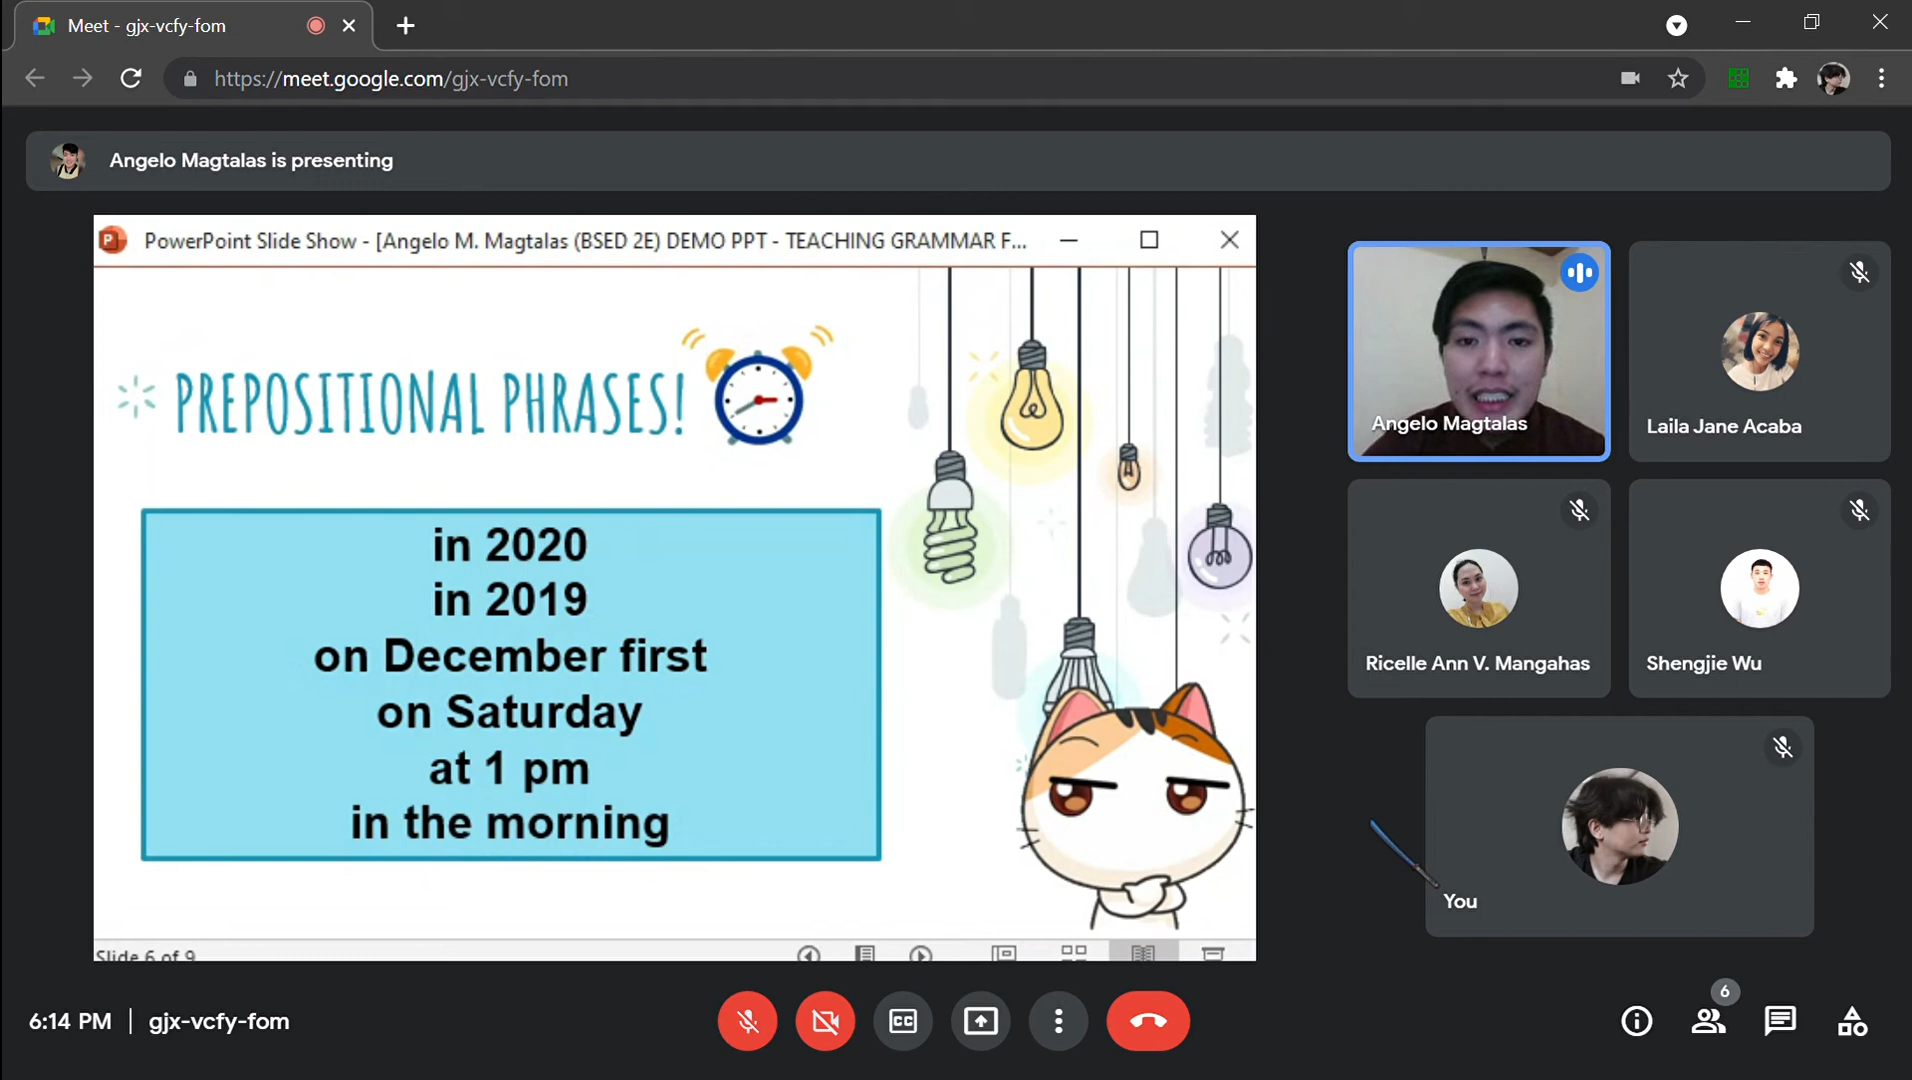 Meet - gjx-vcfy-fom
https://meet.google.com/gjx-vcfy-fom
Angelo Magtalas is presenting
PowerPoint Slide Show - [Angelo M. Magtalas (BSED 2E) DEMO PPT - TEACHING GRAMMAR F...
PREPOSITIONAL PHRASES!
in 2020
in 2019
on December first
on Saturday
at 1 pm
in the morning
Slide 6 of 9
Angelo Magtalas
Laila Jane Acaba
Ricelle Ann V. Mangahas
Shengjie Wu
You
6:14 PM | gjx-vcfy-fom
CC
6